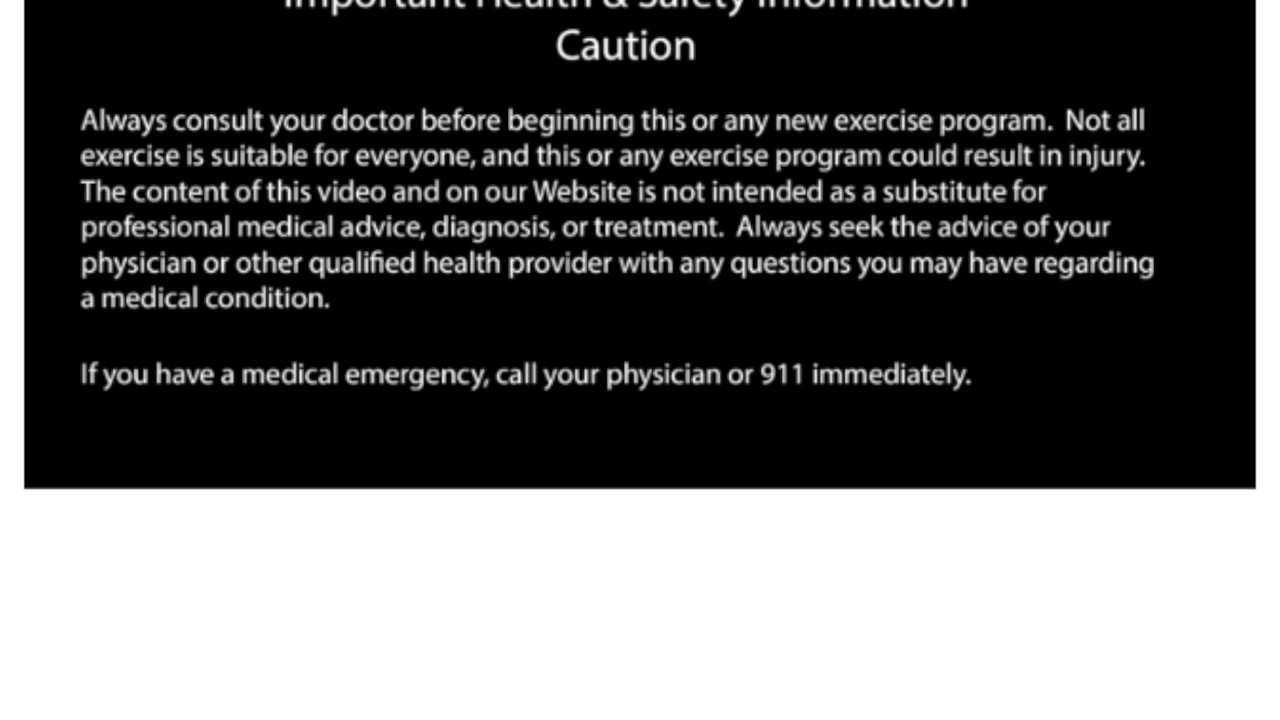 Important Health & Safety Information
Caution
Always consult your doctor before beginning this or any new exercise program.  Not all
exercise is suitable for everyone, and this or any exercise program could result in injury.
The content of this video and on our Website is not intended as a substitute for
professional medical advice, diagnosis, or treatment.  Always seek the advice of your
physician or other qualified health provider with any questions you may have regarding
a medical condition.
If you have a medical emergency, call your physician or 911 immediately.